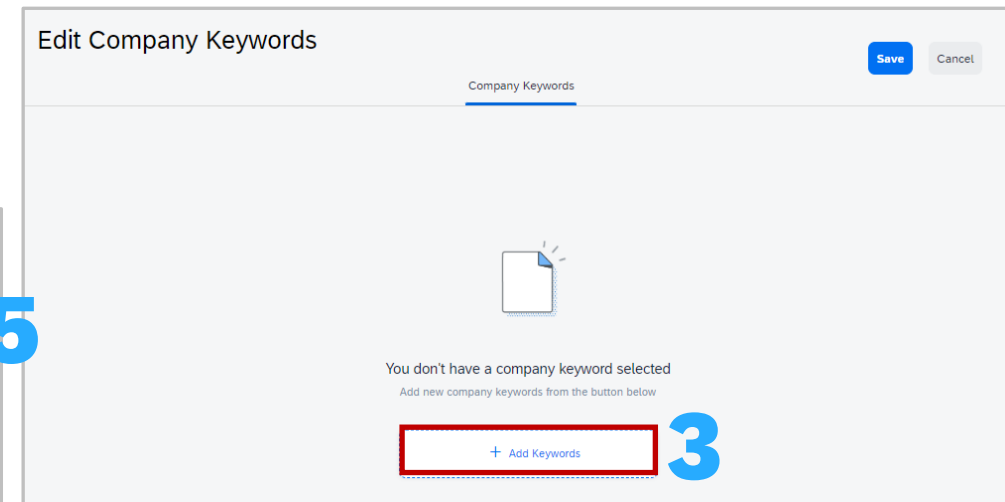 Edit Company Keywords
Save
Cancel
Company Keywords
5
You don't have a company keyword selected
Add new company keywords from the button below
+ Add Keywords
3